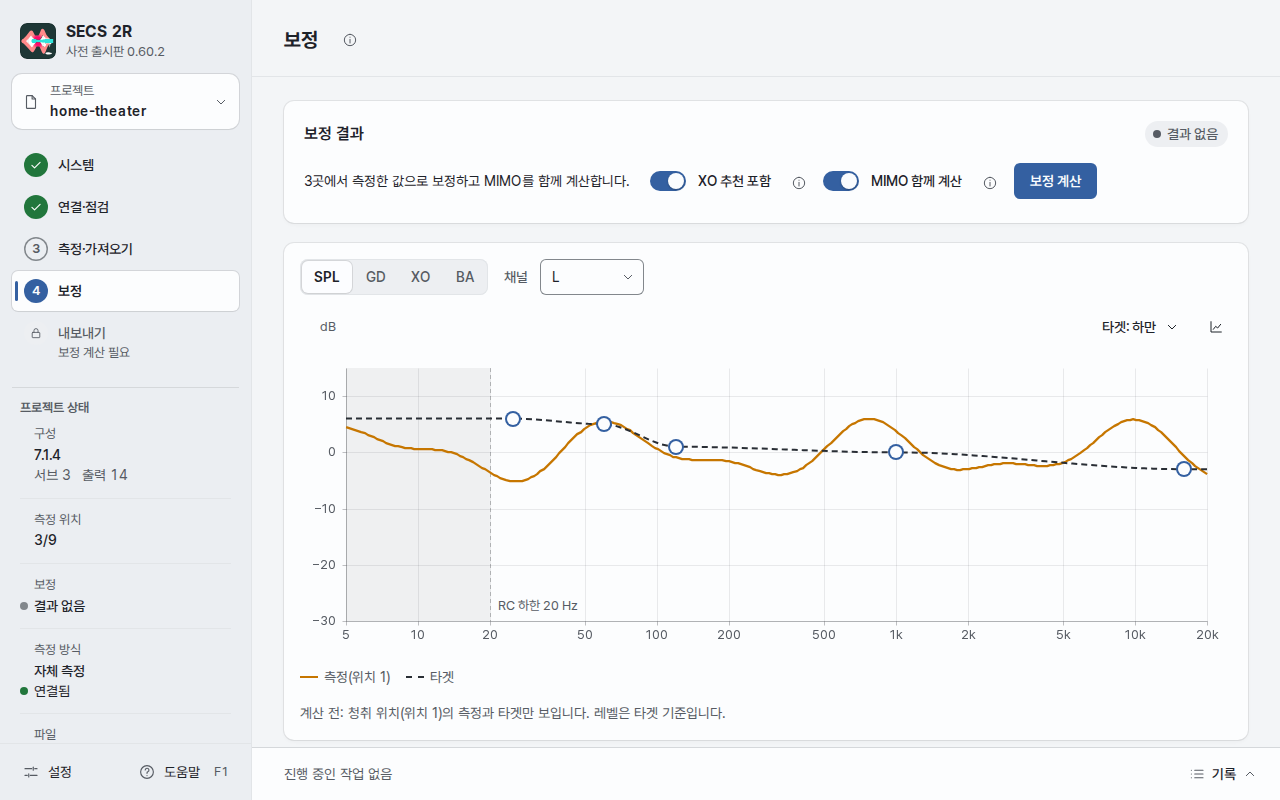 SECS 2R
사전 출시판 0.60.2
프로젝트
home-theater
시스템
연결·점검
3 측정·가져오기
4 보정
내보내기
보정 계산 필요
프로젝트 상태
구성
7.1.4
서브 3 출력 14
측정 위치
3/9
보정
결과 없음
측정 방식
자체 측정
연결됨
파일
설정
도움말 F1
보정
보정 결과
결과 없음
3곳에서 측정한 값으로 보정하고 MIMO를 함께 계산합니다.
XO 추천 포함
MIMO 함께 계산
보정 계산
SPL GD XO BA 채널 L
dB
타겟: 하만
10
0
−10
−20
−30
RC 하한 20 Hz
5 10 20 50 100 200 500 1k 2k 5k 10k 20k
측정(위치 1) 타겟
계산 전: 청취 위치(위치 1)의 측정과 타겟만 보입니다. 레벨은 타겟 기준입니다.
진행 중인 작업 없음
기록